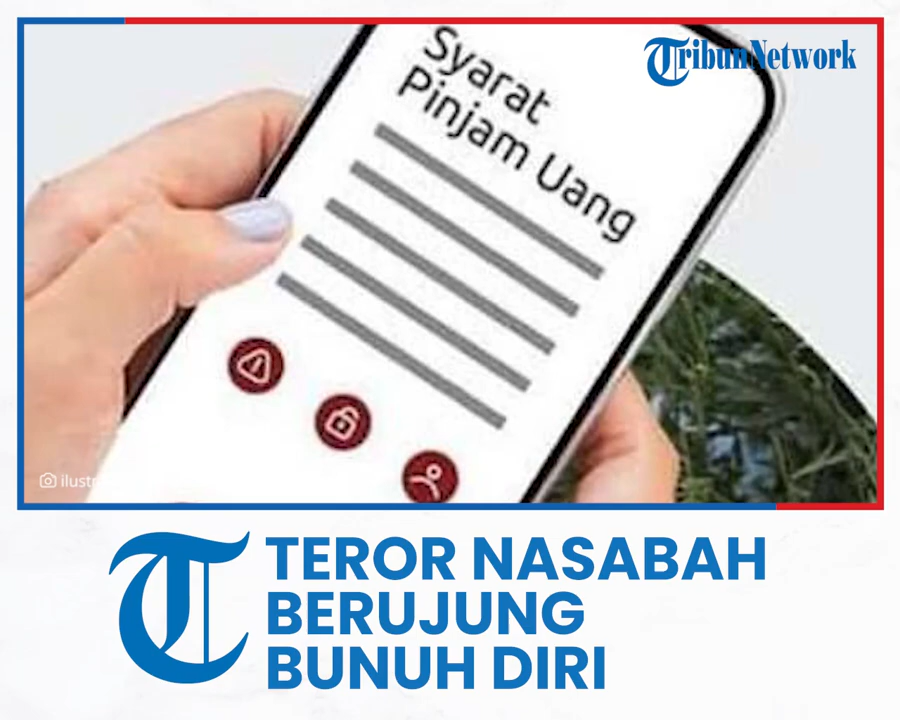 Syarat
Pinjam Uang
TribunNetwork
TEROR NASABAH
BERUJUNG
BUNUH DIRI